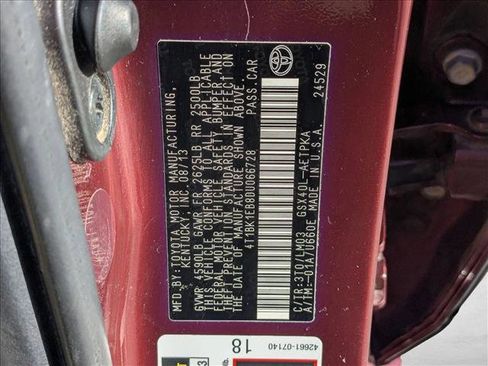 MFD.BY:TOYOTA MOTOR MANUFACTURING,
KENTUCKY, INC. 08/13
GVWR 4590LB GAWR FR 2625LB RR 2500LB
THIS VEHICLE CONFORMS TO ALL APPLICABLE
FEDERAL MOTOR VEHICLE SAFETY, BUMPER, AND
THEFT PREVENTION STANDARDS IN EFFECT ON
THE DATE OF MANUFACTURE SHOWN ABOVE.
4T1BK1EB8DU066728 PASS.CAR
C/TR:3T0/LM03 GSX40L-AETPKA
A/TM:-01A/U660E MADE IN U.S.A. 24529
42661-07140
18